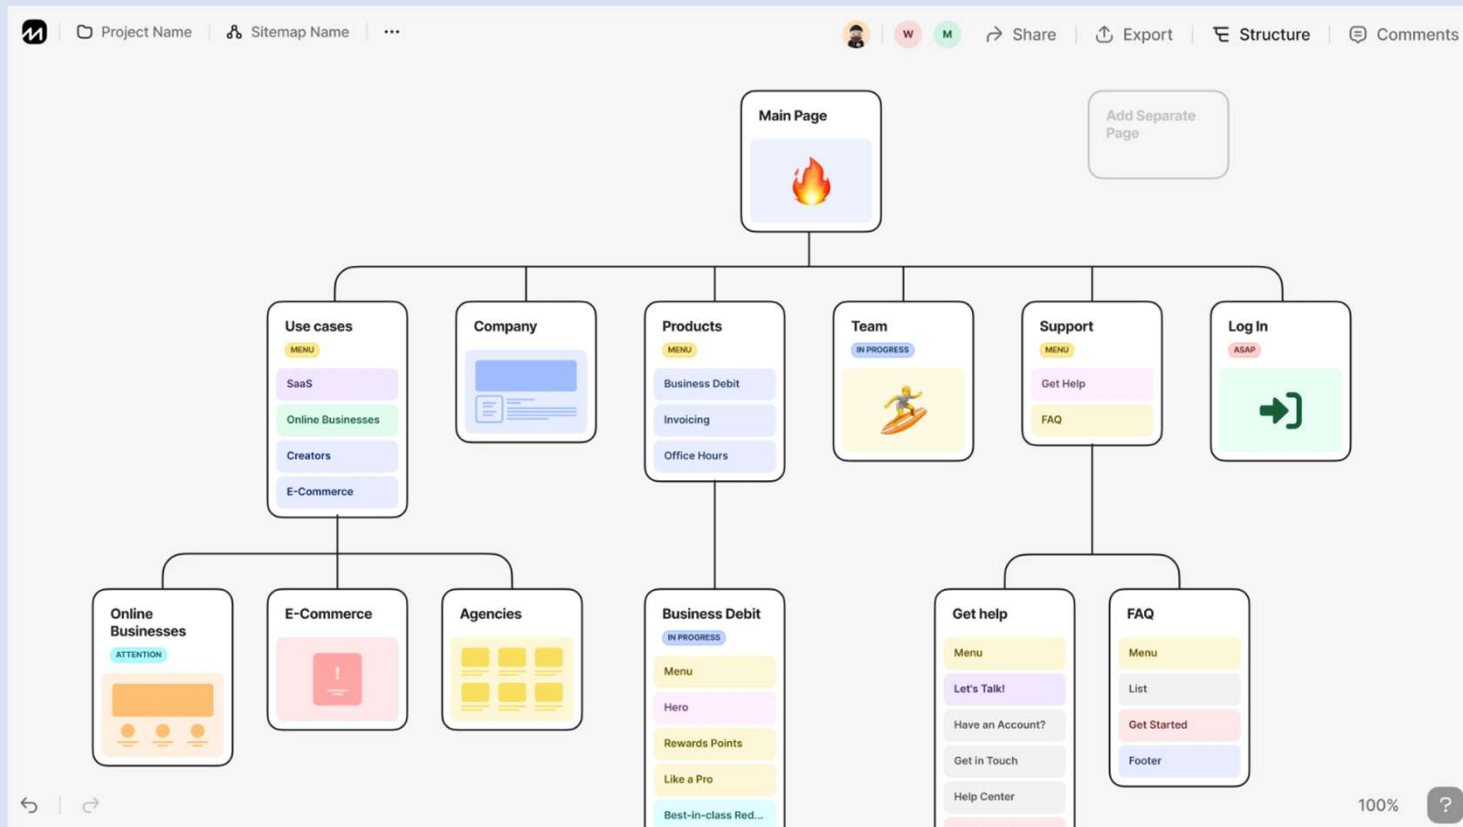 Project Name
Sitemap Name
W
M
Share
Export
Structure
Comments
Main Page
Add Separate
Page
Use cases
MENU
SaaS
Online Businesses
Creators
E-Commerce
Company
Products
MENU
Business Debit
Invoicing
Office Hours
Team
IN PROGRESS
Support
MENU
Get Help
FAQ
Log In
ASAP
Online
Businesses
ATTENTION
E-Commerce
!
Agencies
Business Debit
IN PROGRESS
Menu
Hero
Rewards Points
Like a Pro
Best-in-class Red...
Get help
Menu
Let's Talk!
Have an Account?
Get in Touch
Help Center
FAQ
Menu
List
Get Started
Footer
100%
?